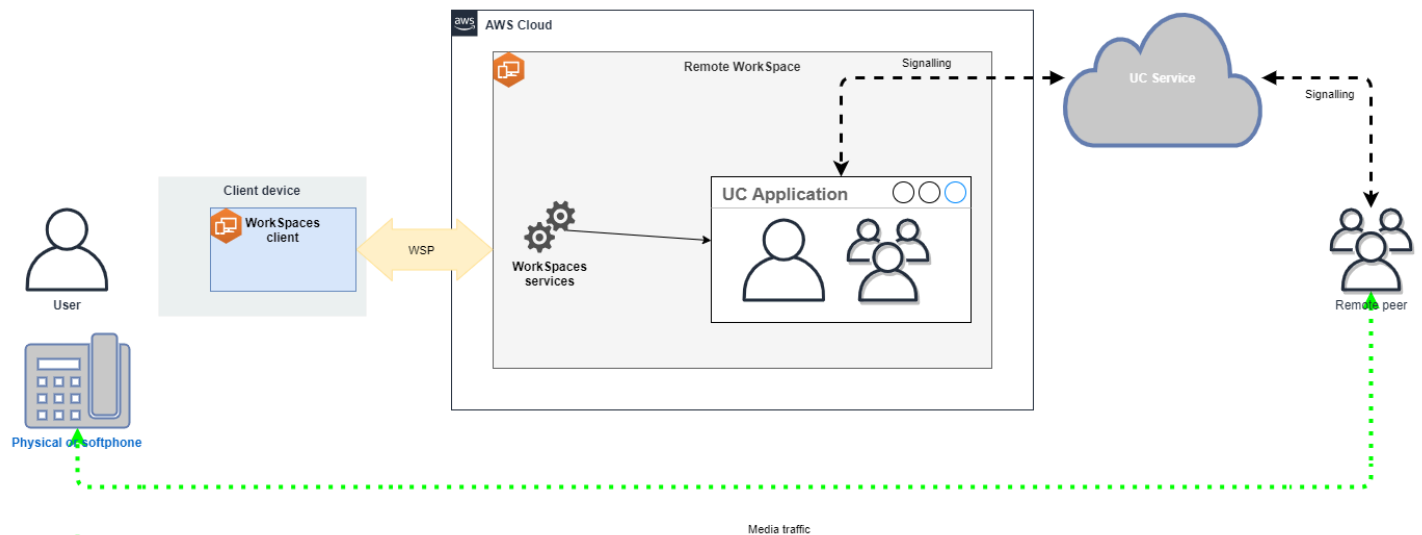 aws
AWS Cloud
Remote WorkSpace
Signalling
UC Service
Signalling
Client device
WorkSpaces
client
WSP
WorkSpaces
services
UC Application
User
Remote peer
Physical or softphone
Media traffic